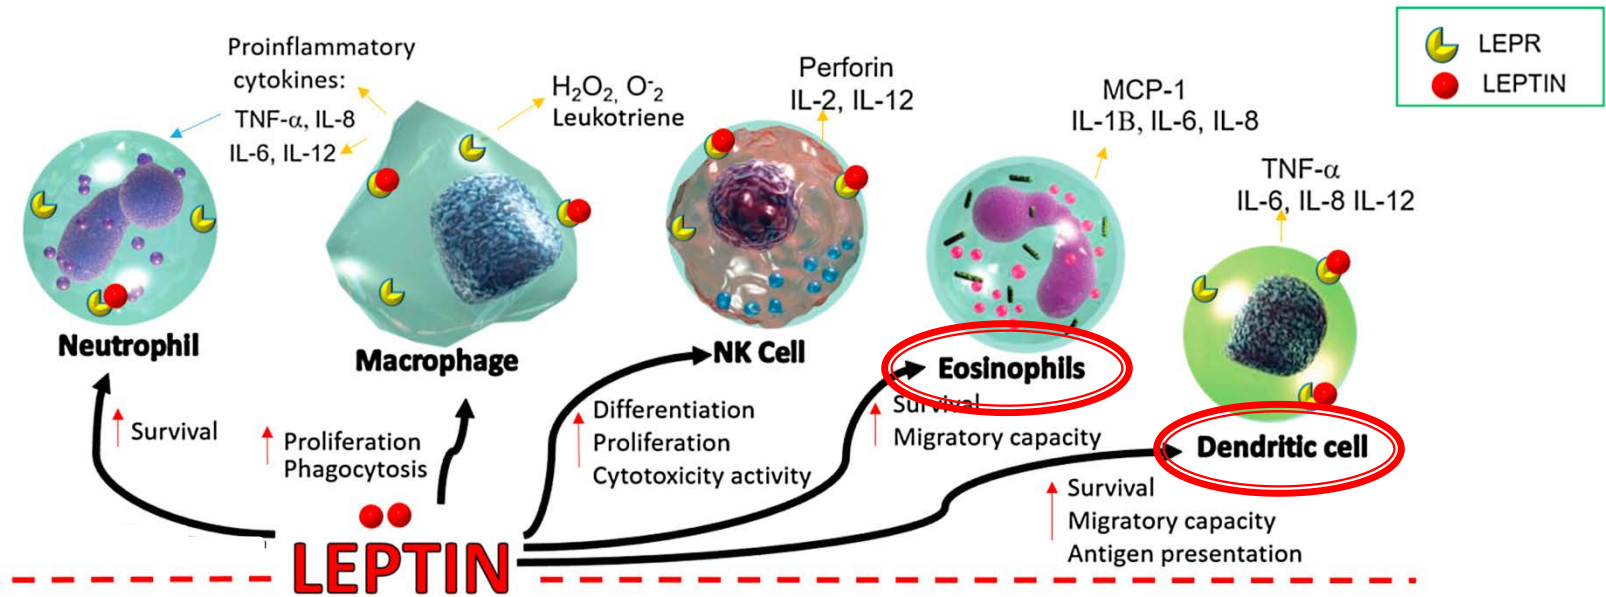 Proinflammatory
cytokines:
TNF-α, IL-8
IL-6, IL-12
H₂O₂, O⁻₂
Leukotriene
Perforin
IL-2, IL-12
MCP-1
IL-1B, IL-6, IL-8
TNF-α
IL-6, IL-8 IL-12
LEPR
LEPTIN
Neutrophil
Macrophage
NK Cell
Eosinophils
Dendritic cell
Survival
Proliferation
Phagocytosis
Differentiation
Proliferation
Cytotoxicity activity
Survival
Migratory capacity
Survival
Migratory capacity
Antigen presentation
LEPTIN